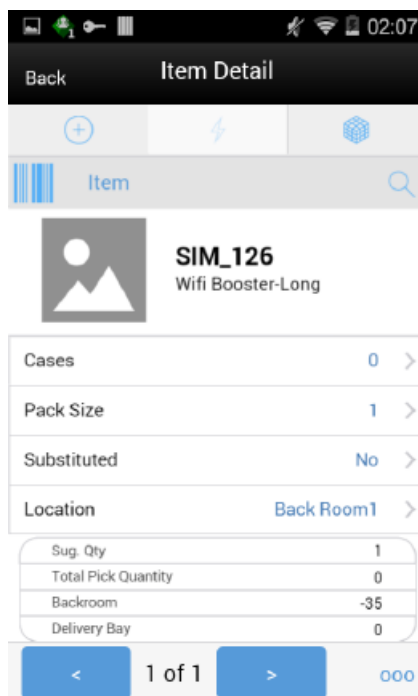 1
02:07
Back
Item Detail
Item
SIM_126
Wifi Booster-Long
Cases 0 >
Pack Size 1 >
Substituted No >
Location Back Room1 >
Sug. Qty 1
Total Pick Quantity 0
Backroom -35
Delivery Bay 0
< 1 of 1 > ooo